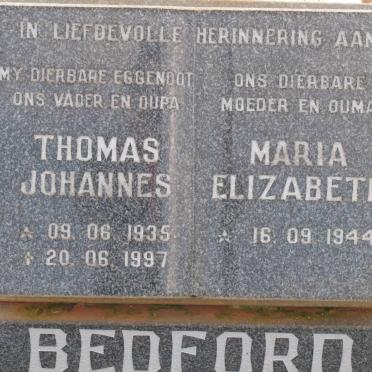 IN LIEFDEVOLLE HERINNERING AAN
MY DIERBARE EGGENOOT
ONS VADER EN OUPA
THOMAS
JOHANNES
* 09. 06. 1935
+ 20. 06. 1997
ONS DIERBARE
MOEDER EN OUMA
MARIA
ELIZABETH
* 16. 09. 1944
BEDFORD